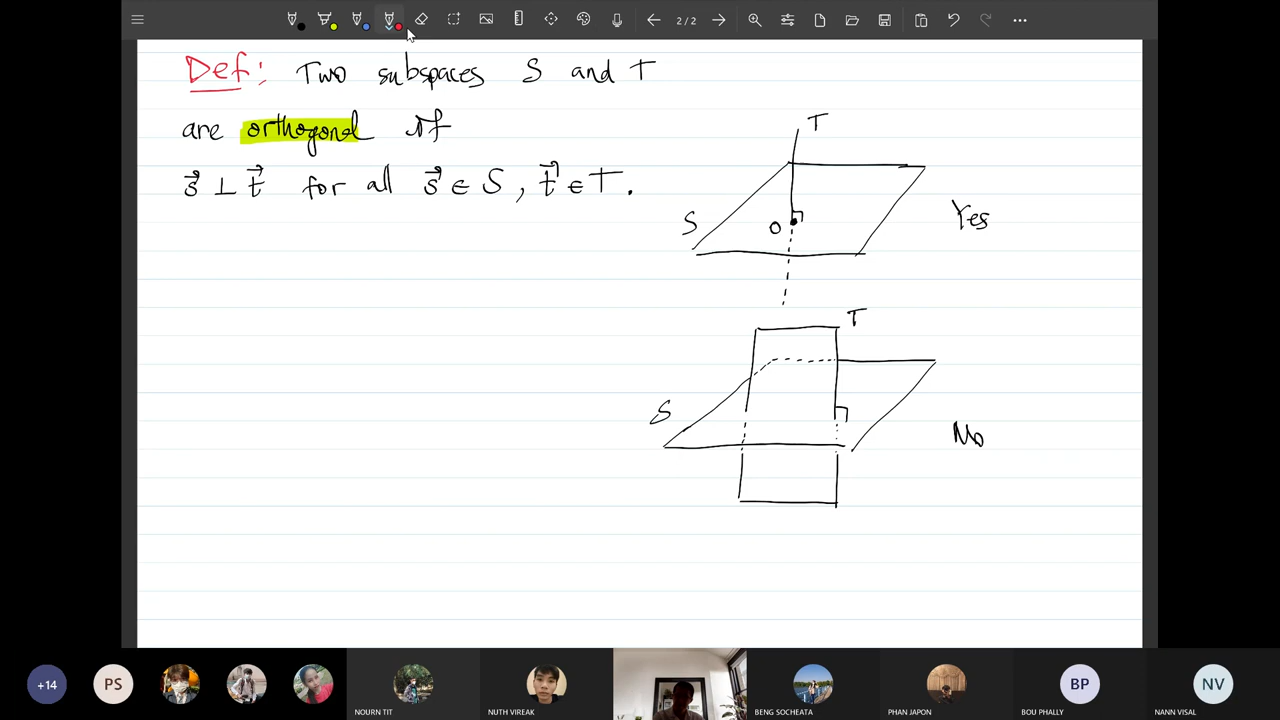 2/2
Def: Two subspaces S and T
are orthogonal if
s⃗ ⊥ t⃗ for all s⃗ ∈ S, t⃗ ∈ T.
T
S
O
Yes
T
S
No
+14
PS
NOURN TIT
NUTH VIREAK
BENG SOCHEATA
PHAN JAPON
BP
BOU PHALLY
NV
NANN VISAL